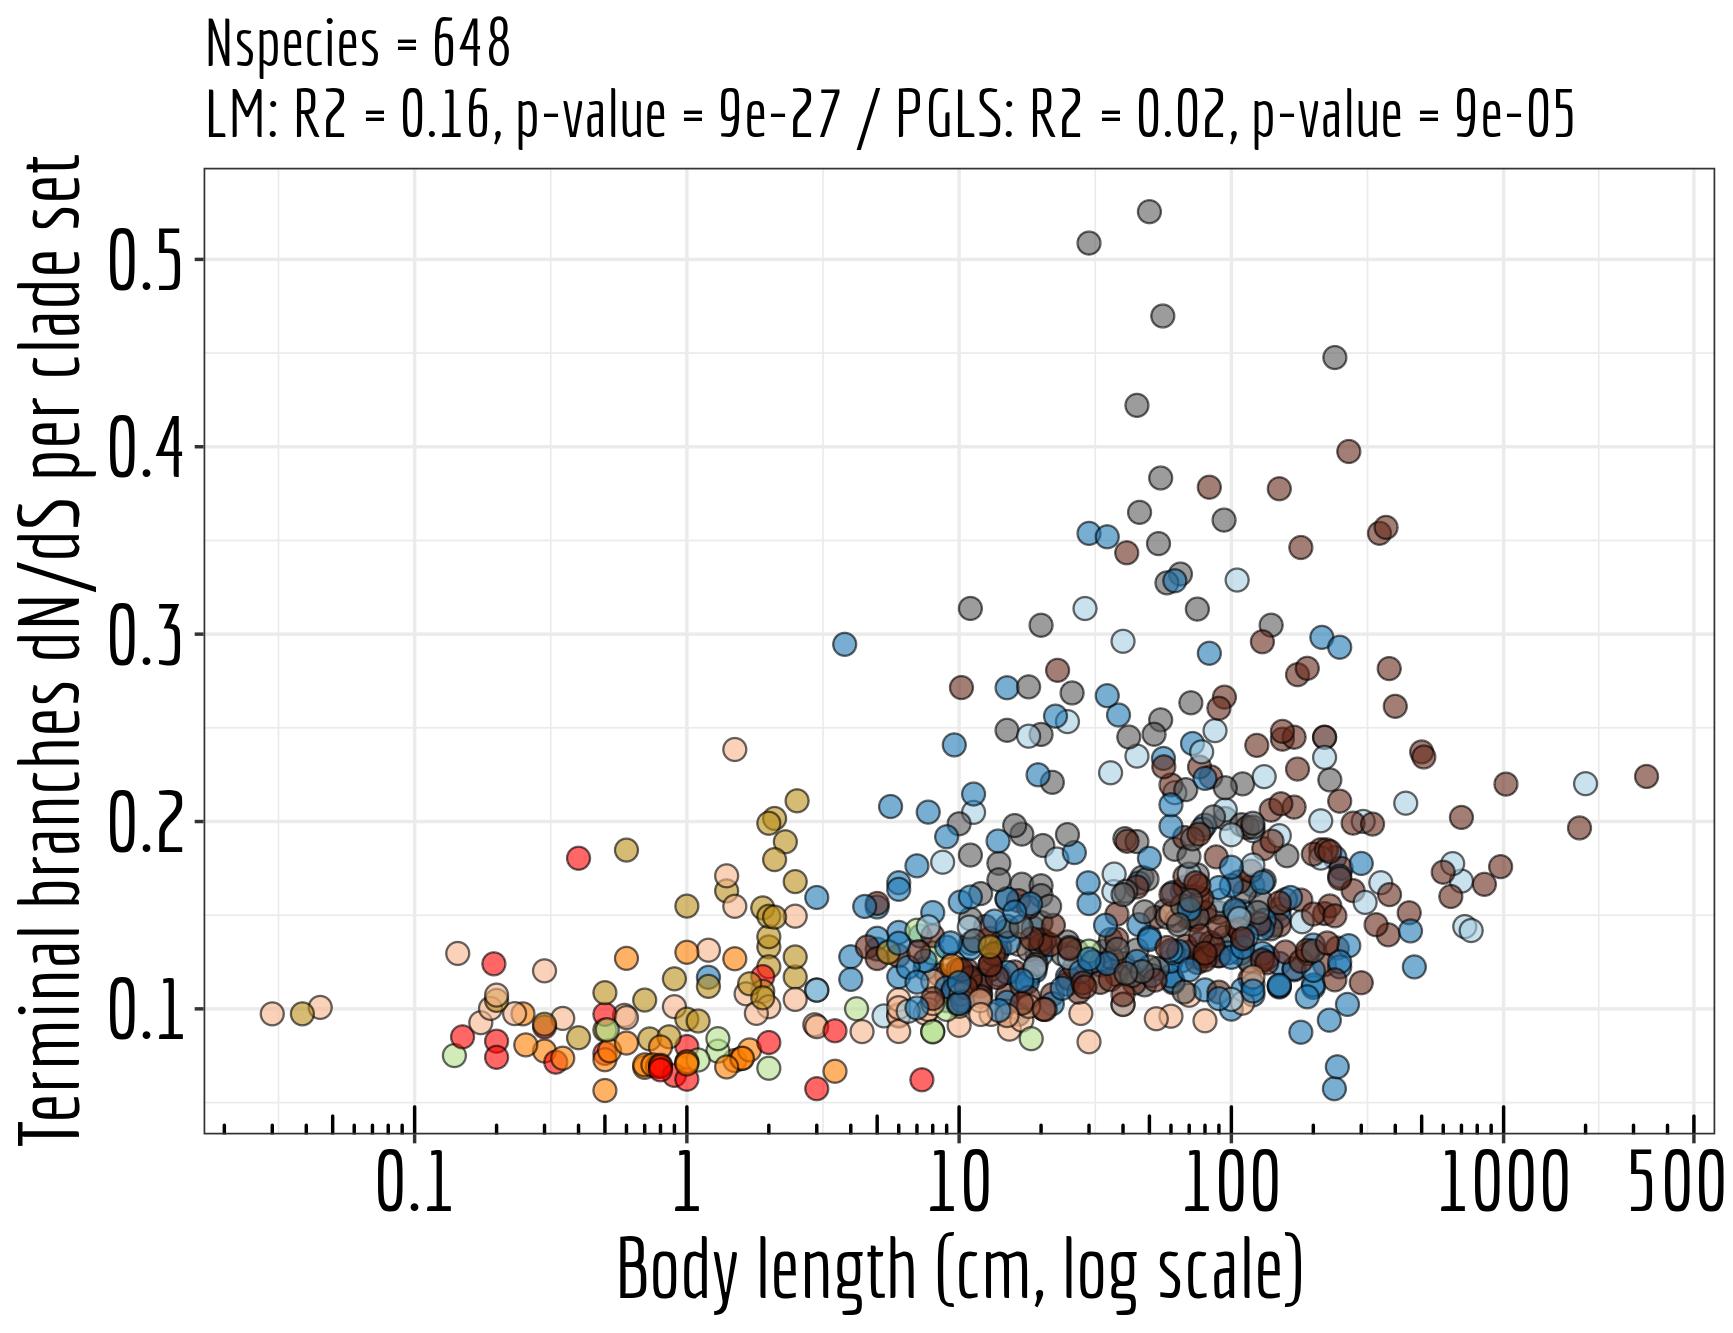 Nspecies = 648
LM: R2 = 0.16, p-value = 9e-27 / PGLS: R2 = 0.02, p-value = 9e-05
Terminal branches dN/dS per clade set
0.5
0.4
0.3
0.2
0.1
0.1 1 10 100 1000 500
Body length (cm, log scale)